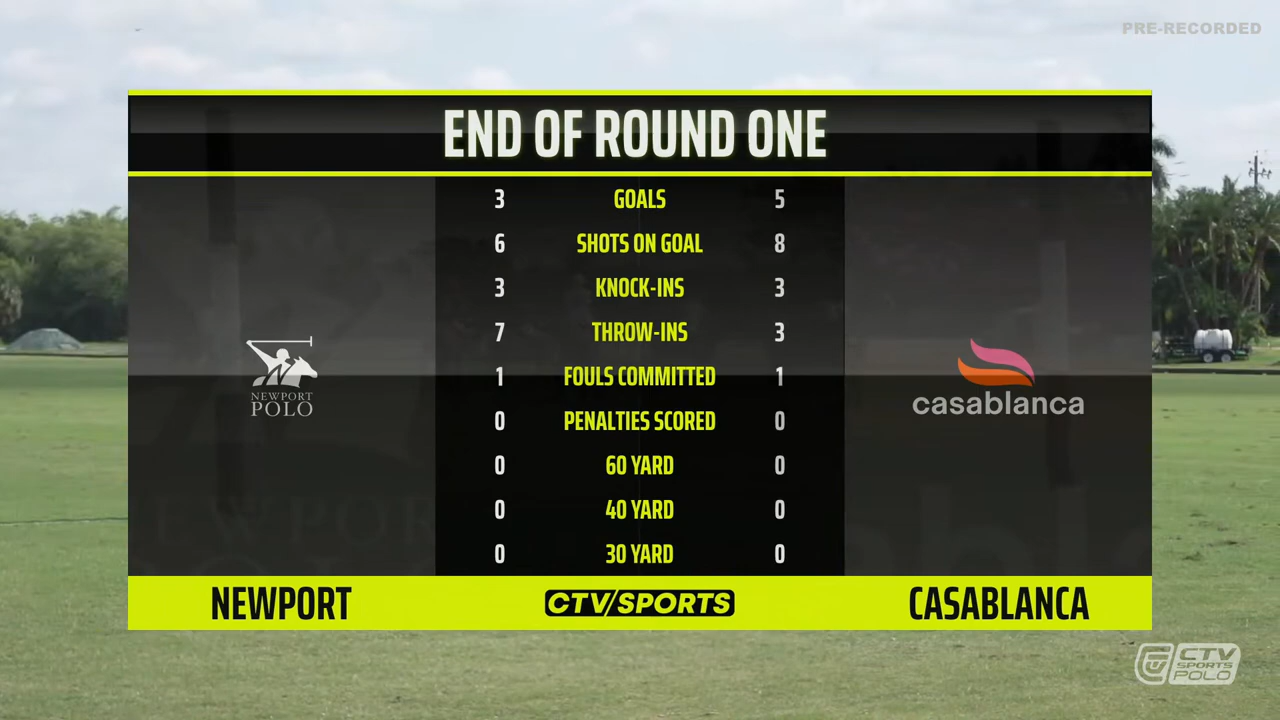 PRE-RECORDED
END OF ROUND ONE
3 GOALS 5
6 SHOTS ON GOAL 8
3 KNOCK-INS 3
7 THROW-INS 3
1 FOULS COMMITTED 1
0 PENALTIES SCORED 0
0 60 YARD 0
0 40 YARD 0
0 30 YARD 0
NEWPORT
POLO
casablanca
NEWPORT CTV/SPORTS CASABLANCA
CTV
SPORTS
POLO